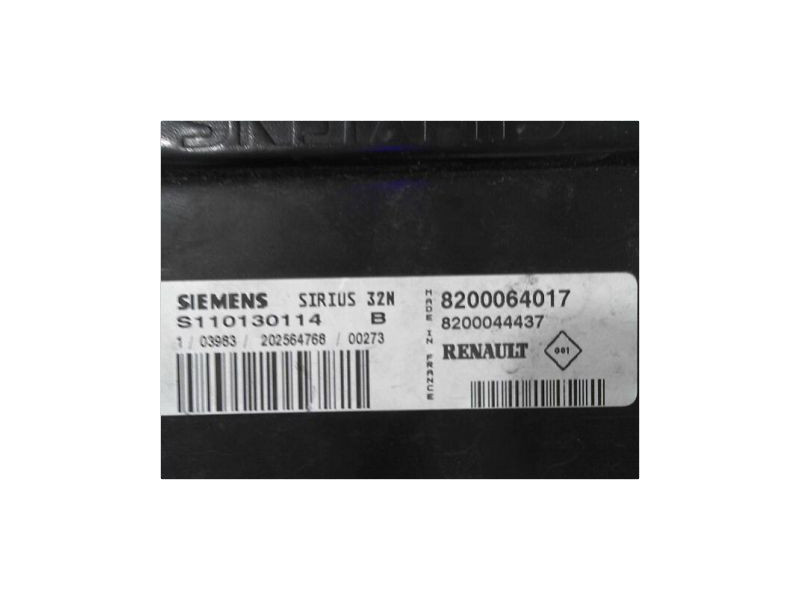 SIEMENS SIRIUS 32N
S110130114 B
1 / 03983 / 202564768 / 00273
MADE IN FRANCE
8200064017
8200044437
RENAULT